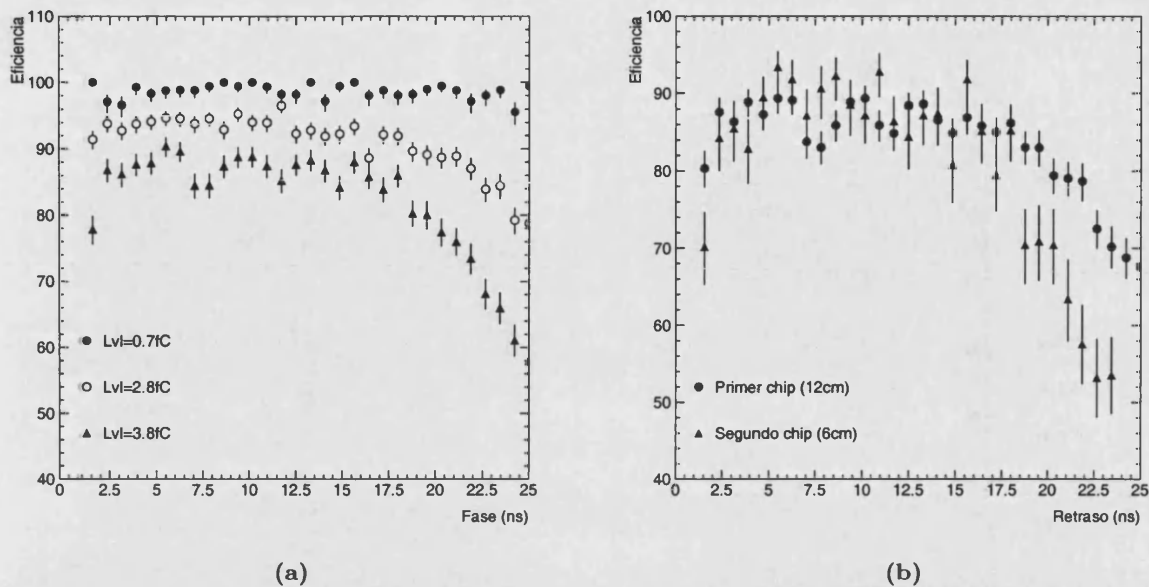 Eficiencia
110
100
90
80
70
60
50
40
Lvl=0.7fC
Lvl=2.8fC
Lvl=3.8fC
0 2.5 5 7.5 10 12.5 15 17.5 20 22.5 25
Fase (ns)
(a)
Eficiencia
100
90
80
70
60
50
40
Primer chip (12cm)
Segundo chip (6cm)
0 2.5 5 7.5 10 12.5 15 17.5 20 22.5 25
Retraso (ns)
(b)